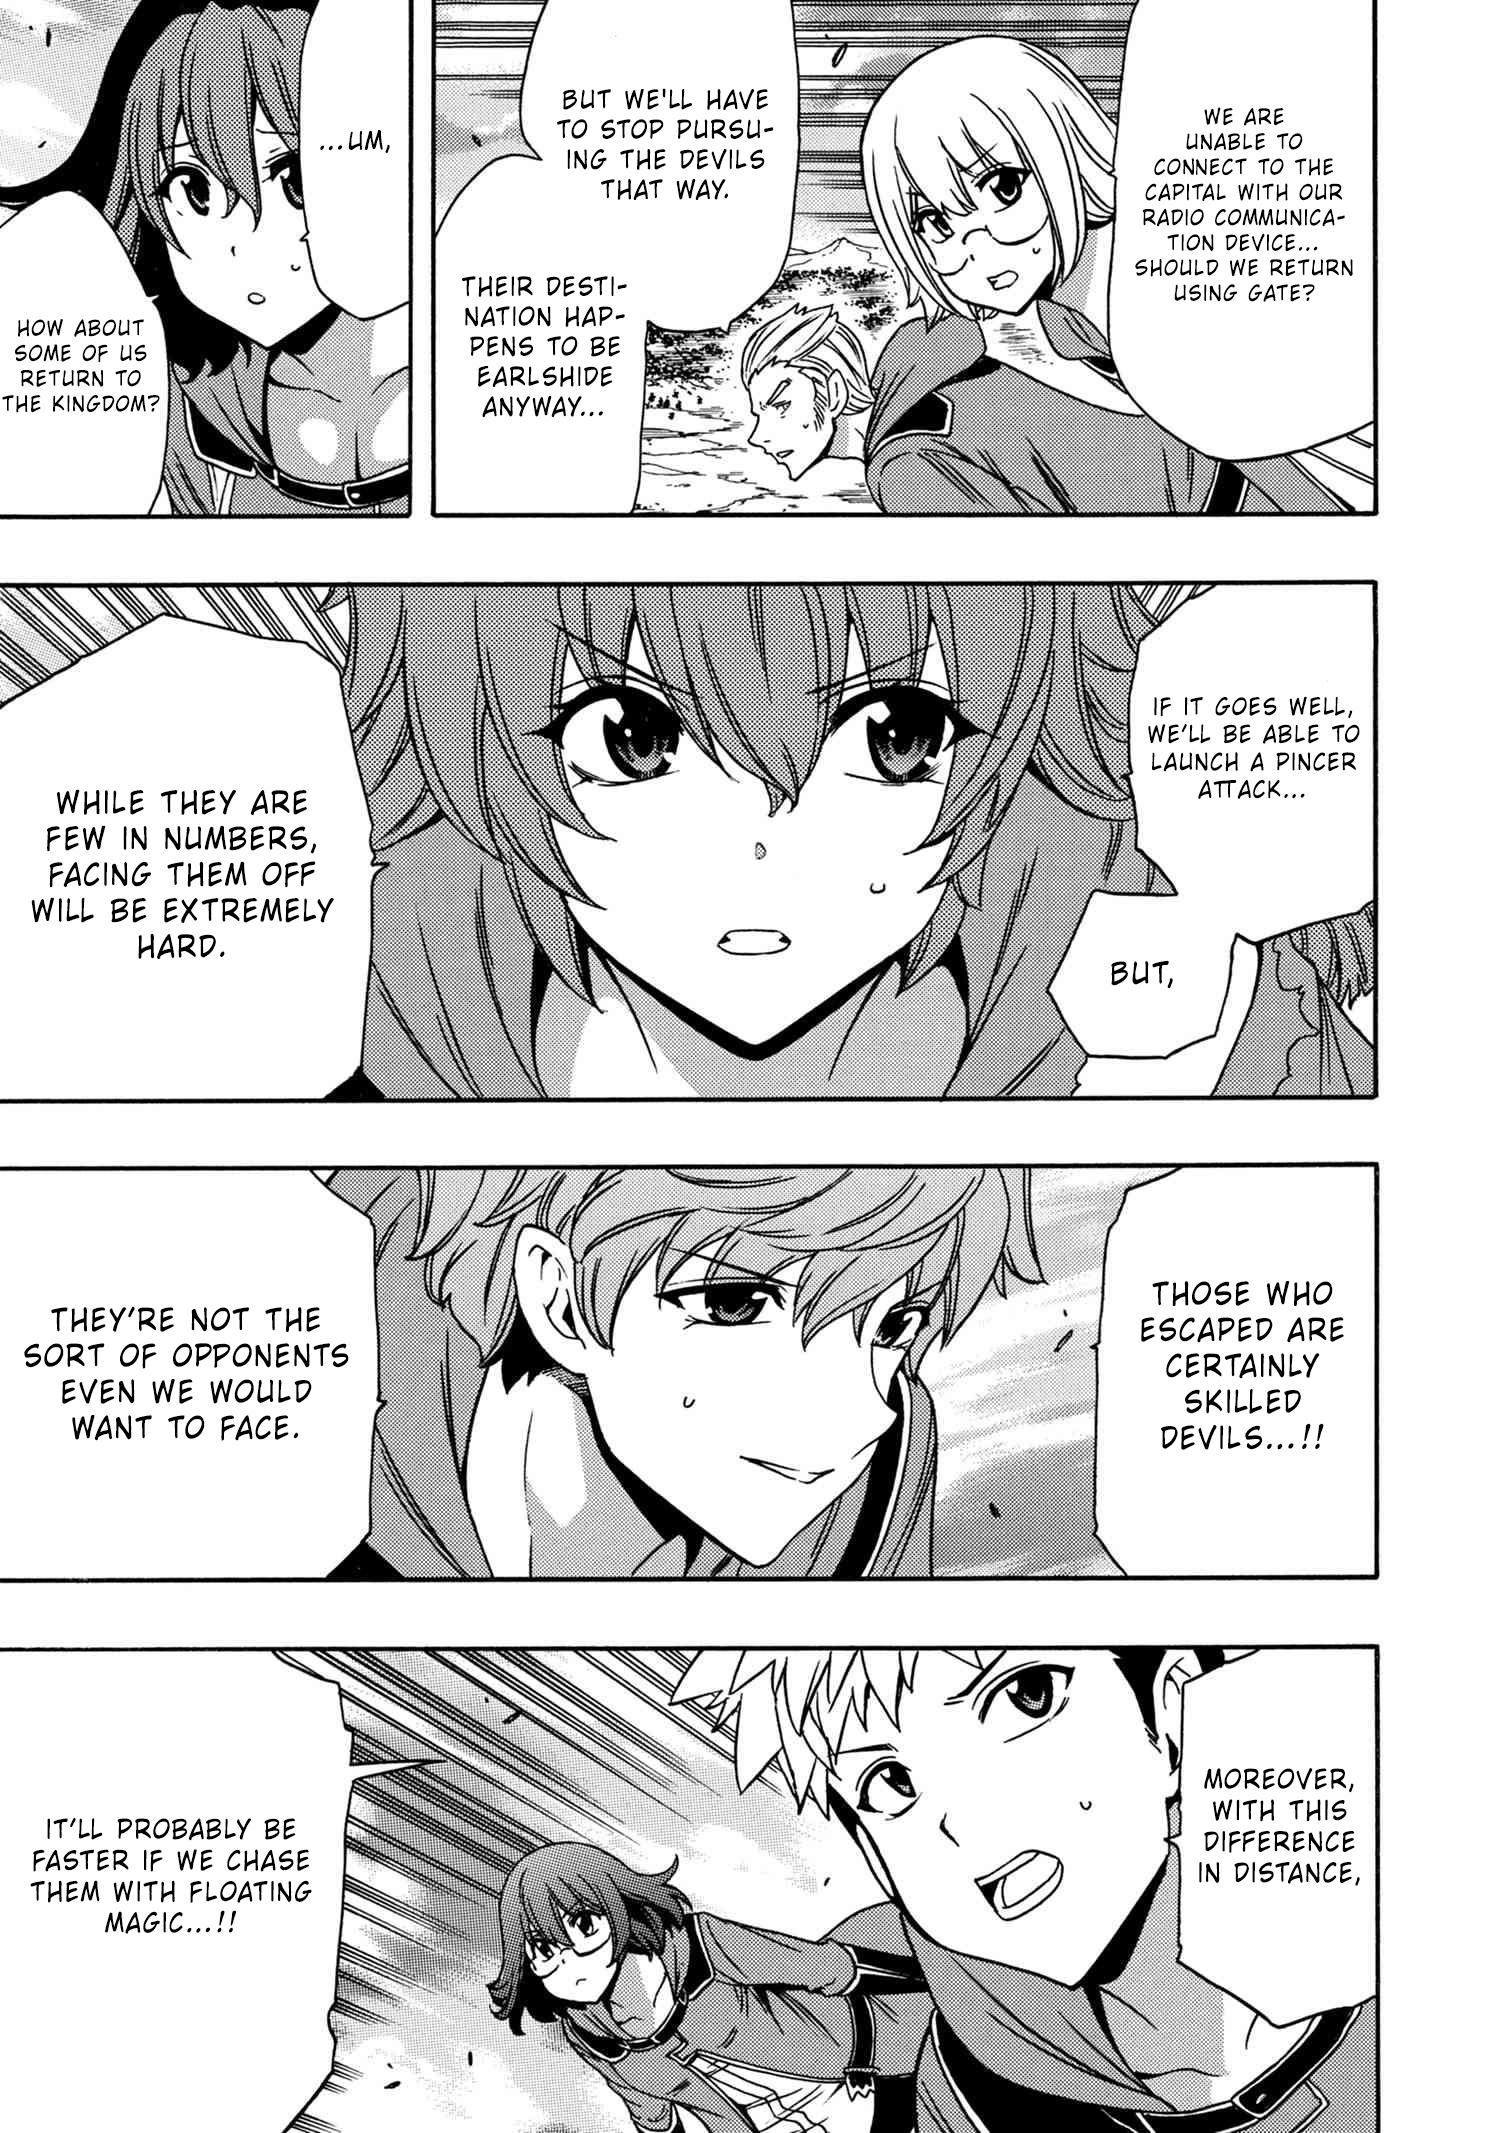 WE ARE
UNABLE TO
CONNECT TO THE
CAPITAL WITH OUR
RADIO COMMUNICA-
TION DEVICE...
SHOULD WE RETURN
USING GATE?
BUT WE'LL HAVE
TO STOP PURSU-
ING THE DEVILS
THAT WAY.
THEIR DESTI-
NATION HAP-
PENS TO BE
EARLSHIDE
ANYWAY...
...UM,
HOW ABOUT
SOME OF US
RETURN TO
THE KINGDOM?
IF IT GOES WELL,
WE'LL BE ABLE TO
LAUNCH A PINCER
ATTACK...
BUT,
WHILE THEY ARE
FEW IN NUMBERS,
FACING THEM OFF
WILL BE EXTREMELY
HARD.
THOSE WHO
ESCAPED ARE
CERTAINLY
SKILLED
DEVILS...!!
THEY'RE NOT THE
SORT OF OPPONENTS
EVEN WE WOULD
WANT TO FACE.
MOREOVER,
WITH THIS
DIFFERENCE
IN DISTANCE,
IT'LL PROBABLY BE
FASTER IF WE CHASE
THEM WITH FLOATING
MAGIC...!!